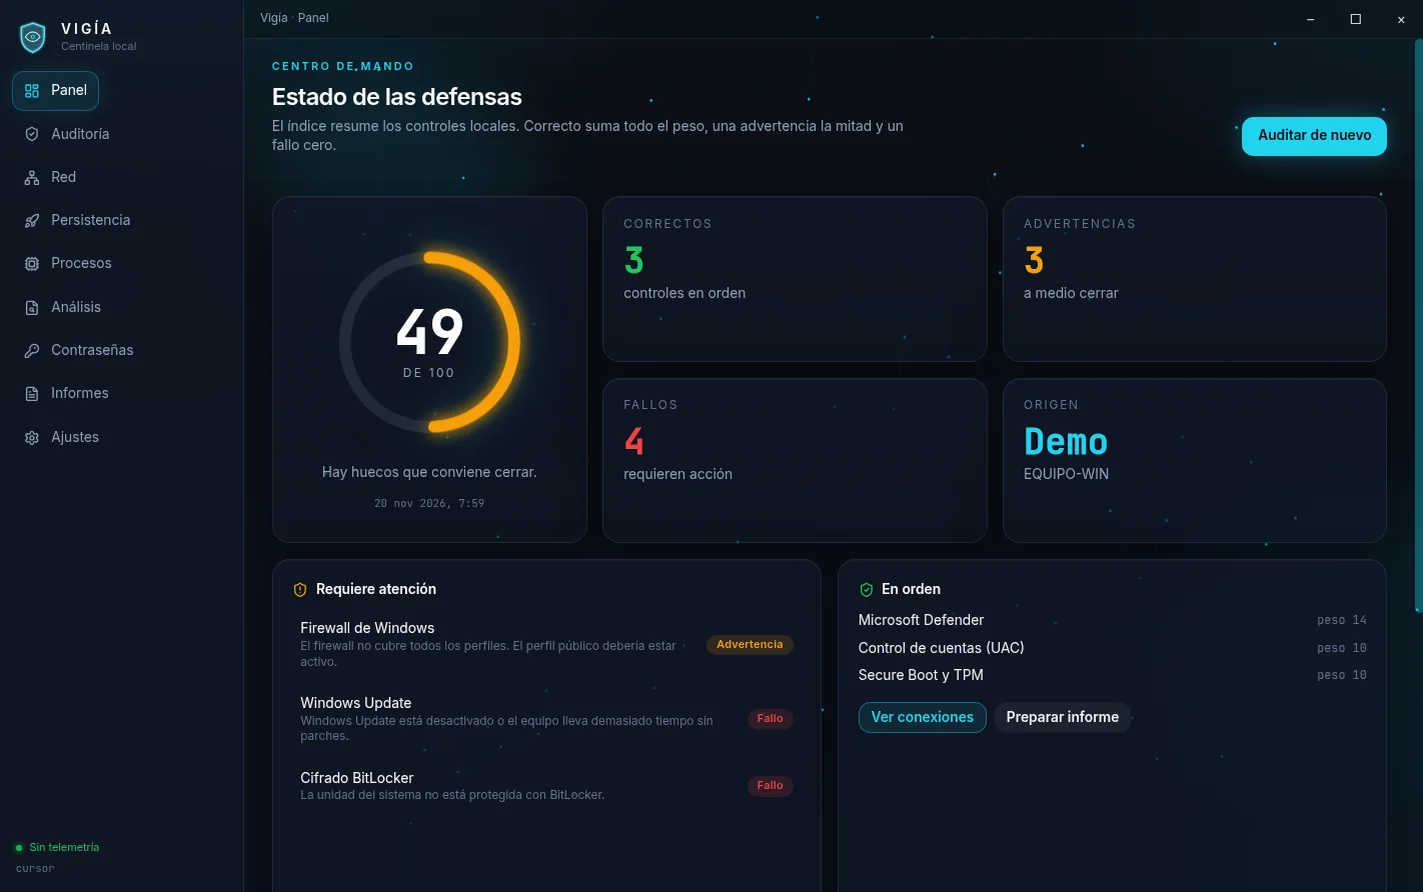 VIGÍA
Centinela local
Panel
Auditoría
Red
Persistencia
Procesos
Análisis
Contraseñas
Informes
Ajustes
Sin telemetría
cursor
Vigía · Panel
CENTRO DE MANDO
Estado de las defensas
El índice resume los controles locales. Correcto suma todo el peso, una advertencia la mitad y un
fallo cero.
Auditar de nuevo
49
DE 100
Hay huecos que conviene cerrar.
20 nov 2026, 7:59
CORRECTOS
3
controles en orden
ADVERTENCIAS
3
a medio cerrar
FALLOS
4
requieren acción
ORIGEN
Demo
EQUIPO-WIN
Requiere atención
Firewall de Windows
El firewall no cubre todos los perfiles. El perfil público debería estar
activo.
Advertencia
Windows Update
Windows Update está desactivado o el equipo lleva demasiado tiempo sin
parches.
Fallo
Cifrado BitLocker
La unidad del sistema no está protegida con BitLocker.
Fallo
En orden
Microsoft Defender peso 14
Control de cuentas (UAC) peso 10
Secure Boot y TPM peso 10
Ver conexiones
Preparar informe